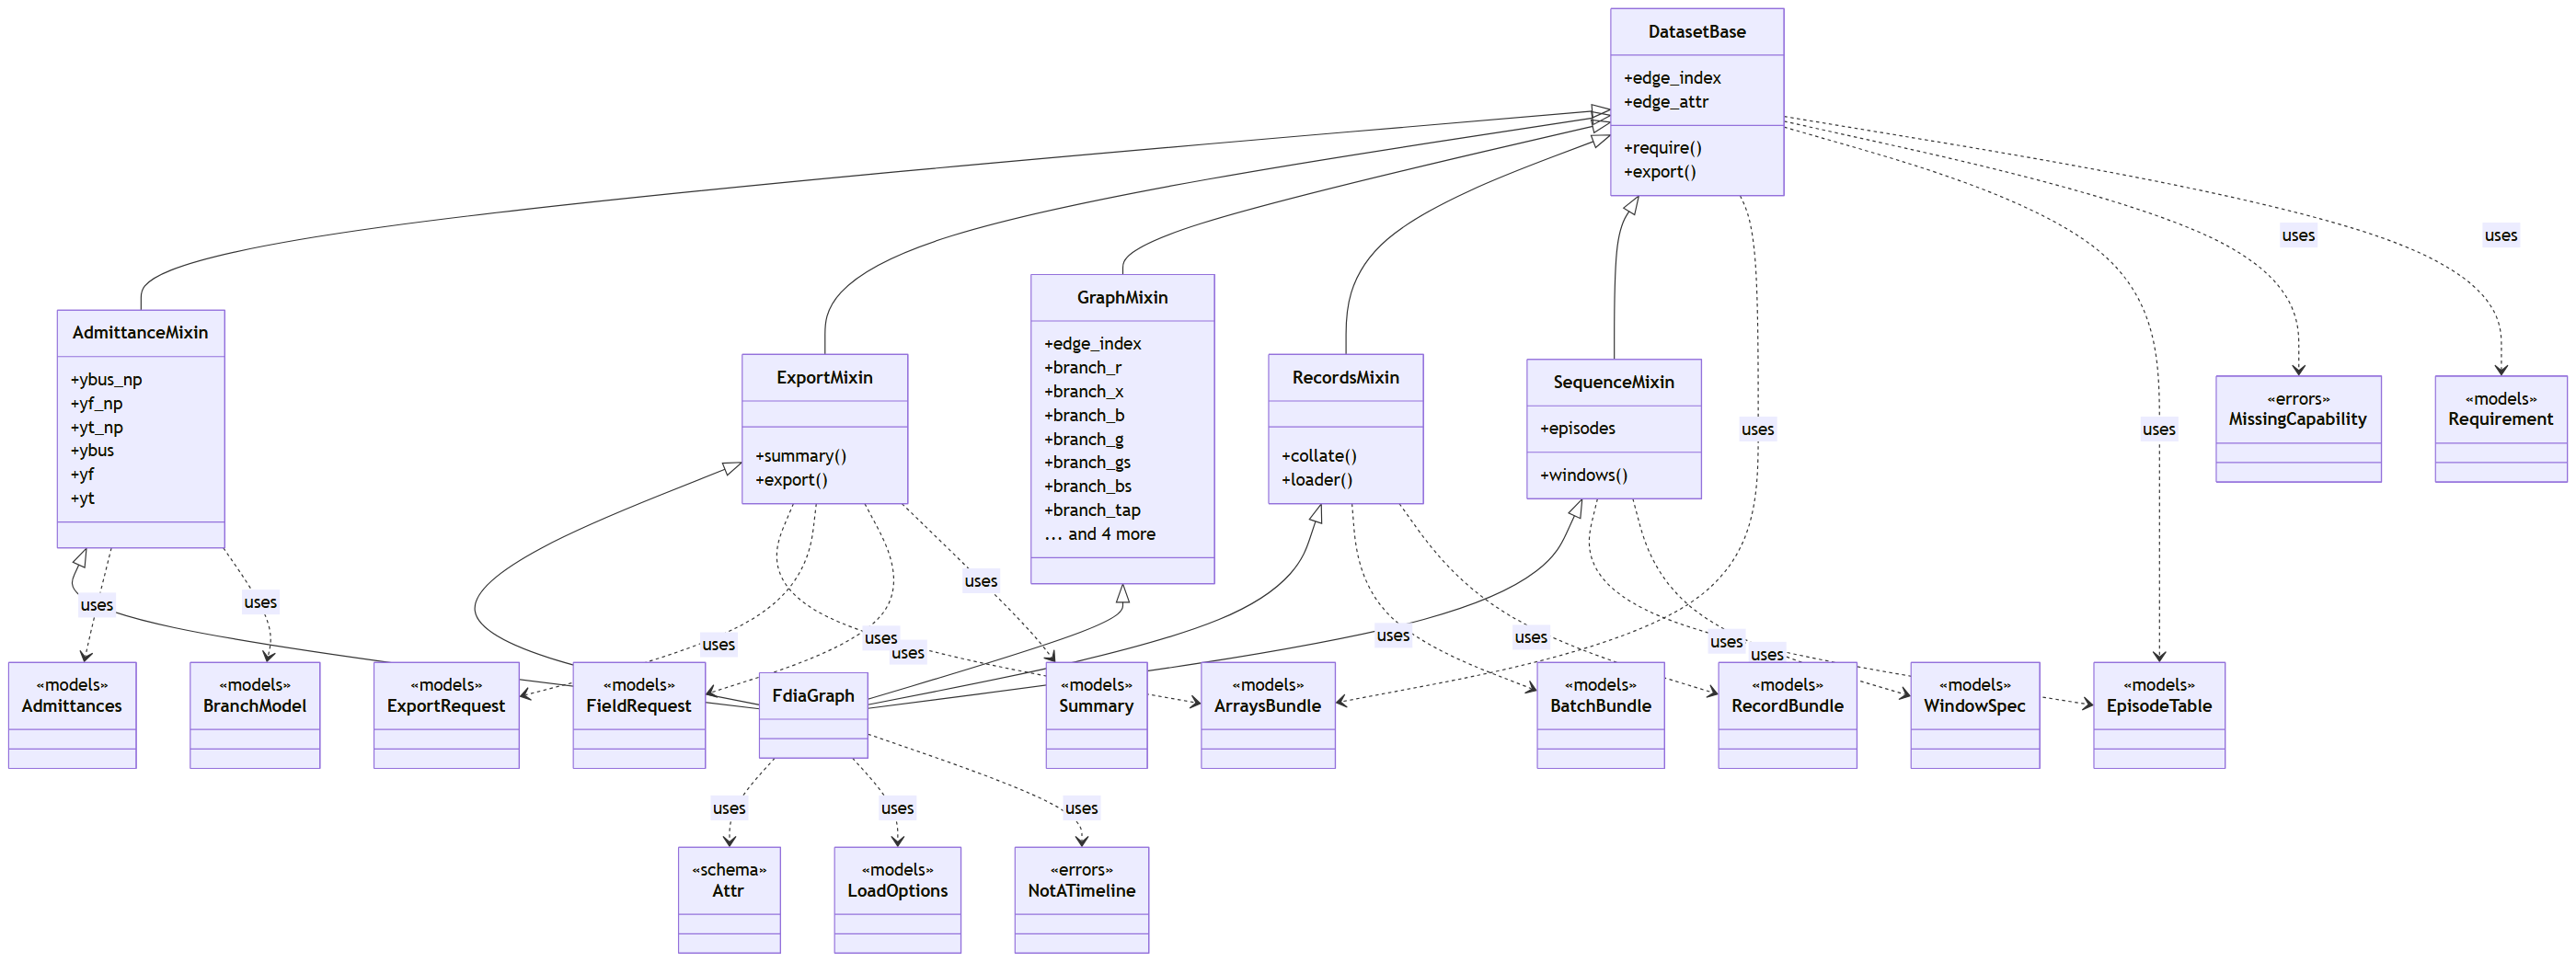 DatasetBase
+edge_index
+edge_attr
+require()
+export()
uses
uses
AdmittanceMixin
+ybus_np
+yf_np
+yt_np
+ybus
+yf
+yt
ExportMixin
+summary()
+export()
GraphMixin
+edge_index
+branch_r
+branch_x
+branch_b
+branch_g
+branch_gs
+branch_bs
+branch_tap
... and 4 more
RecordsMixin
+collate()
+loader()
SequenceMixin
+episodes
+windows()
uses
uses
«errors»
MissingCapability
«models»
Requirement
uses
uses
uses
uses
uses
uses
uses
uses
uses
uses
«models»
Admittances
«models»
BranchModel
«models»
ExportRequest
«models»
FieldRequest
FdiaGraph
«models»
Summary
«models»
ArraysBundle
«models»
BatchBundle
«models»
RecordBundle
«models»
WindowSpec
«models»
EpisodeTable
uses
uses
uses
«schema»
Attr
«models»
LoadOptions
«errors»
NotATimeline